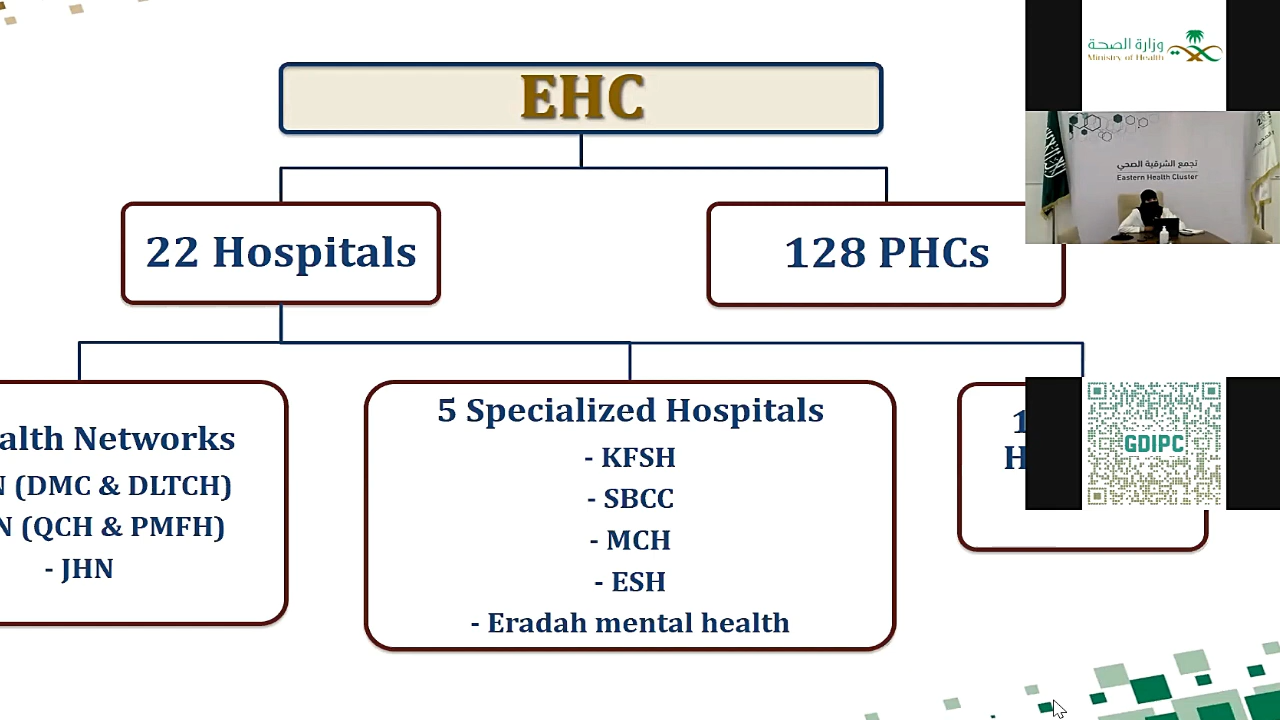 EHC
وزارة الصحة
Ministry of Health
تجمع الشرقية الصحي
Eastern Health Cluster
22 Hospitals
128 PHCs
alth Networks
N (DMC & DLTCH)
N (QCH & PMFH)
- JHN
5 Specialized Hospitals
- KFSH
- SBCC
- MCH
- ESH
- Eradah mental health
1
H
GDIPC